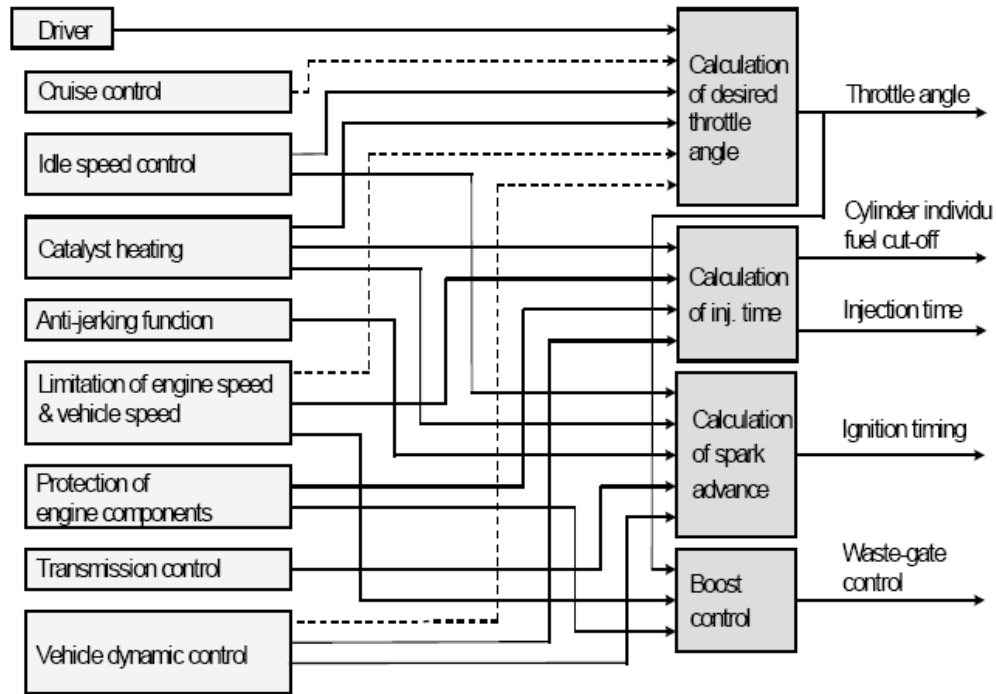 Driver
Cruise control
Idle speed control
Catalyst heating
Anti-jerking function
Limitation of engine speed
& vehicle speed
Protection of
engine components
Transmission control
Vehicle dynamic control
Calculation
of desired
throttle
angle
Calculation
of inj. time
Calculation
of spark
advance
Boost
control
Throttle angle
Cylinder individu
fuel cut-off
Injection time
Ignition timing
Waste-gate
control